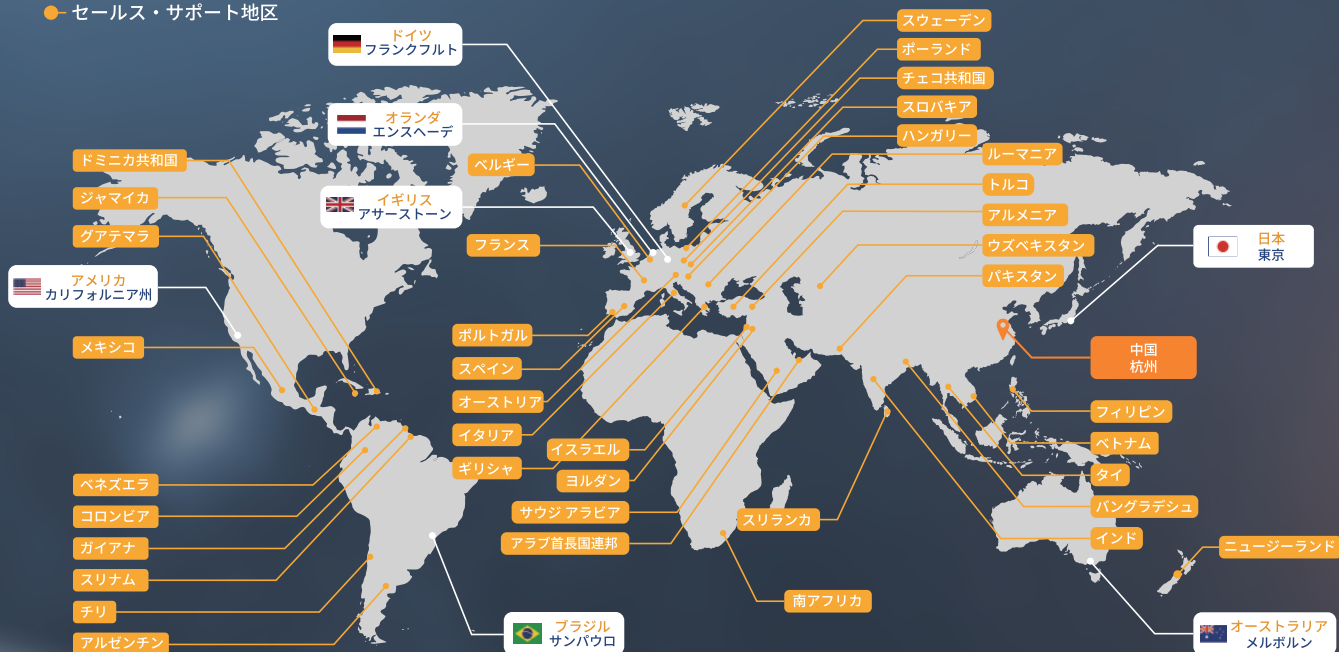 セールス・サポート地区
ドイツ
フランクフルト
オランダ
エンスヘーデ
イギリス
アサーストーン
アメリカ
カリフォルニア州
ブラジル
サンパウロ
日本
東京
中国
杭州
オーストラリア
メルボルン
ドミニカ共和国
ジャマイカ
グアテマラ
メキシコ
ベネズエラ
コロンビア
ガイアナ
スリナム
チリ
アルゼンチン
ベルギー
フランス
ポルトガル
スペイン
オーストリア
イタリア
ギリシャ
イスラエル
ヨルダン
サウジ アラビア
アラブ首長国連邦
スリランカ
南アフリカ
スウェーデン
ポーランド
チェコ共和国
スロバキア
ハンガリー
ルーマニア
トルコ
アルメニア
ウズベキスタン
パキスタン
フィリピン
ベトナム
タイ
バングラデシュ
インド
ニュージーランド